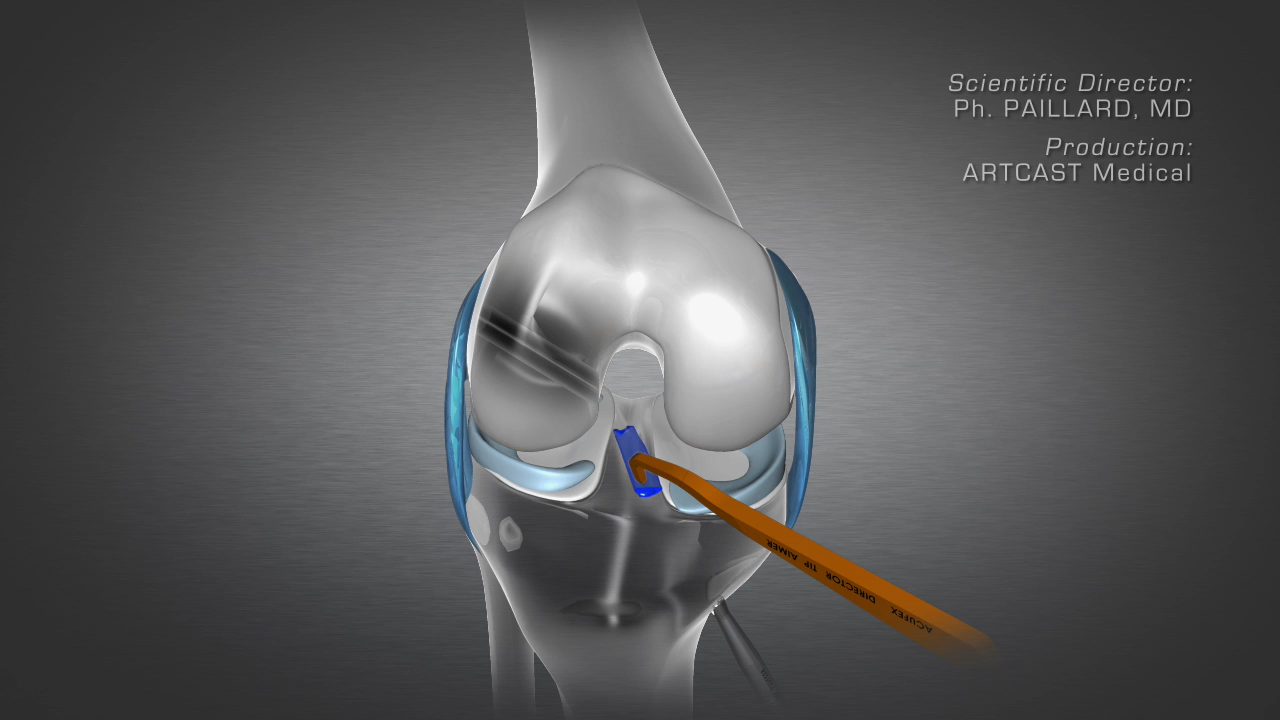 Scientific Director:
Ph. PAILLARD, MD
Production:
ARTCAST Medical
ACUFEX DIRECTOR TIP AIMER